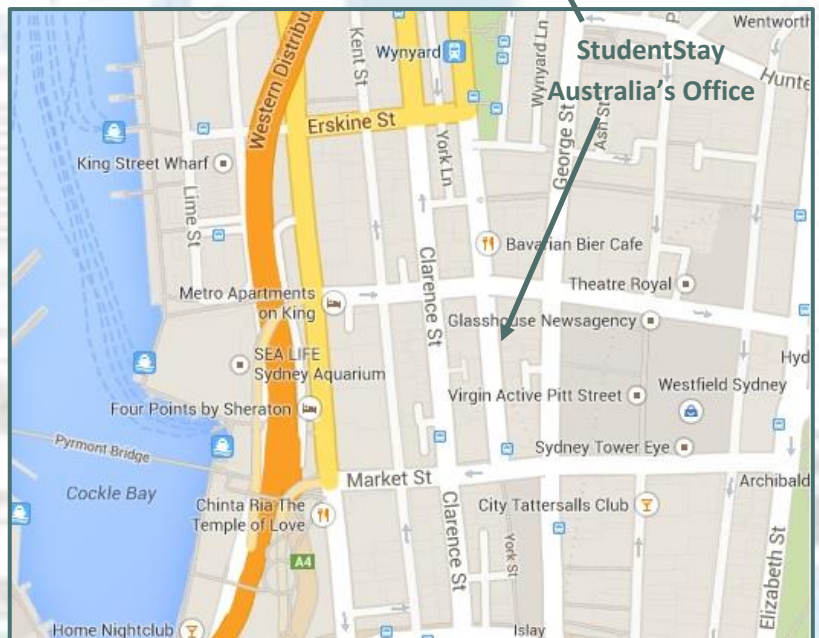 Wentworth
StudentStay
Australia's Office
Wynyard
Kent St
Western Distribu
Wynyard Ln
Hunte
Erskine St
George St
Ash St
York Ln
King Street Wharf
Lime St
Bavarian Bier Cafe
Clarence St
Theatre Royal
Metro Apartments
on King
Glasshouse Newsagency
SEA LIFE
Sydney Aquarium
Hyd
Westfield Sydney
Virgin Active Pitt Street
Four Points by Sheraton
Pyrmont Bridge
Sydney Tower Eye
Market St
Archibald
Cockle Bay
Chinta Ria The
Temple of Love
City Tattersalls Club
Clarence St
York St
Elizabeth St
A4
Home Nightclub
Islay